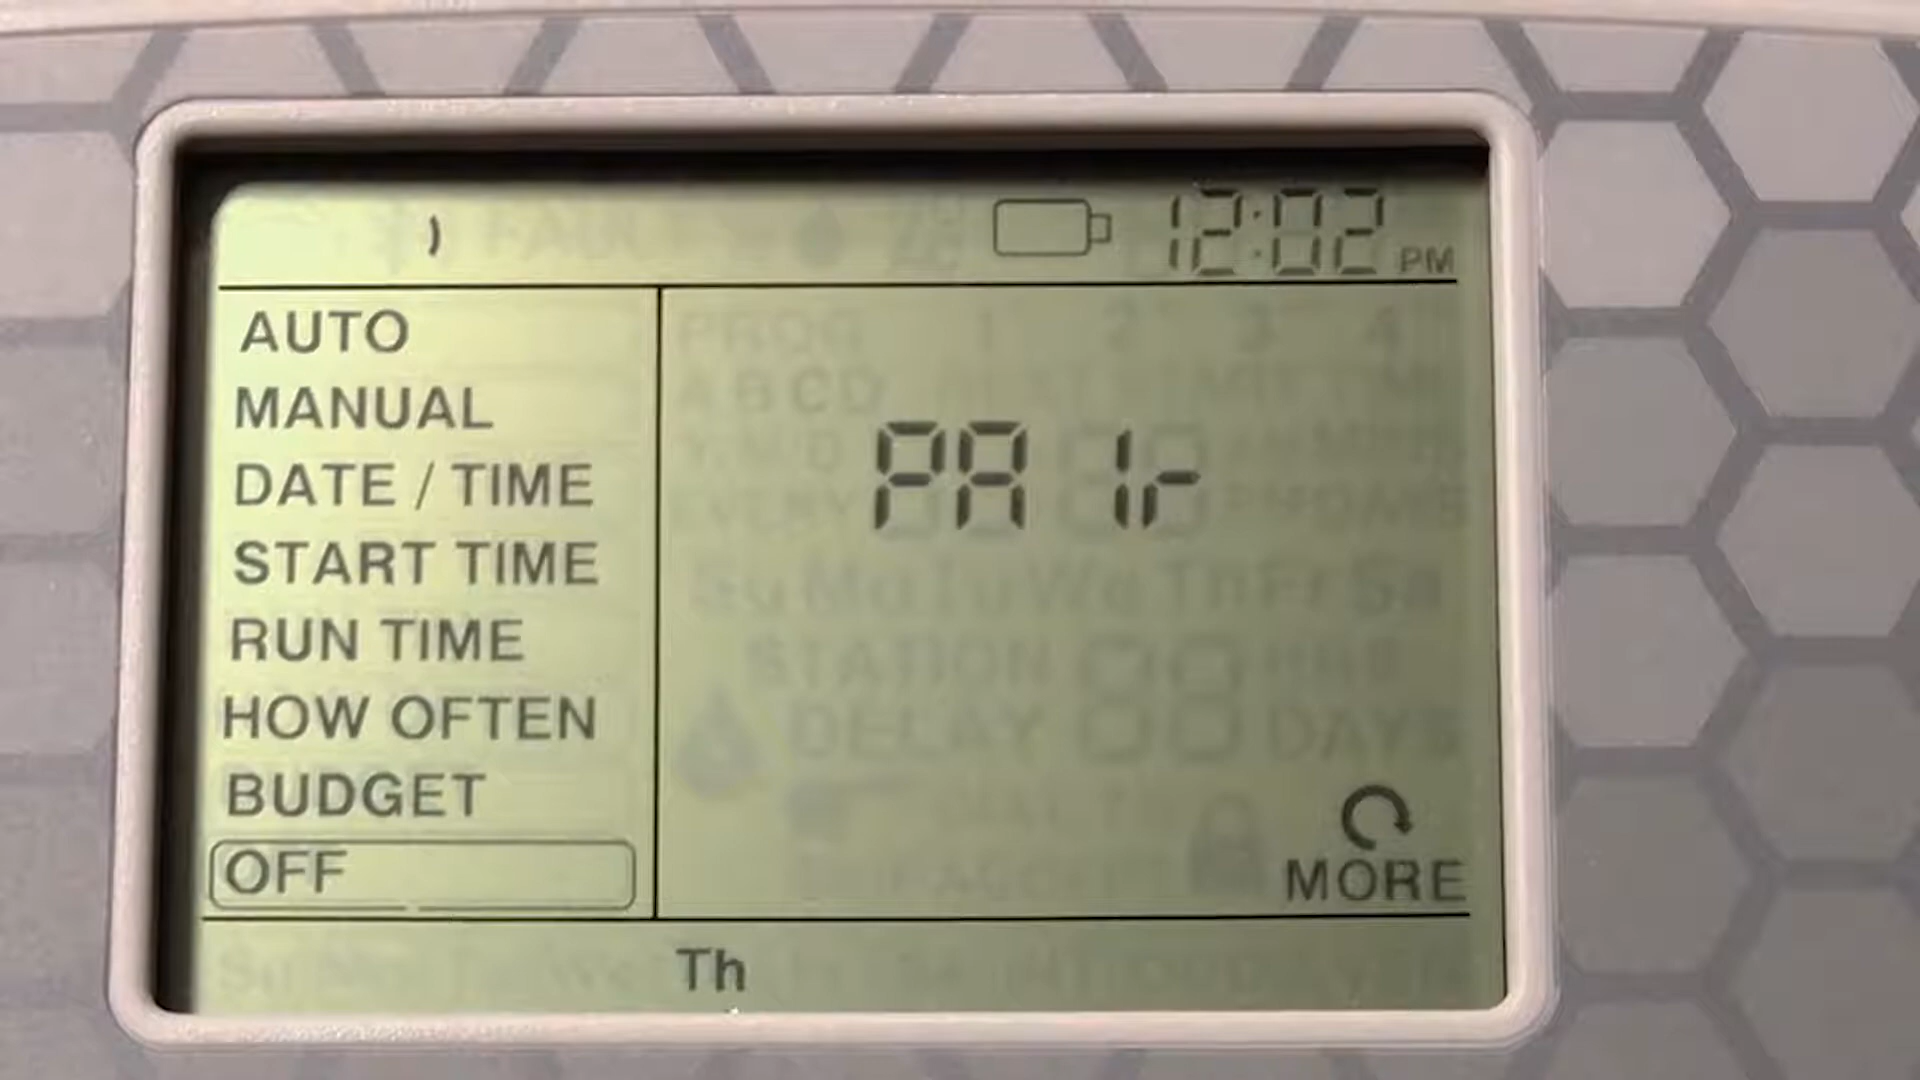 12:02 PM
AUTO
MANUAL
DATE / TIME
START TIME
RUN TIME
HOW OFTEN
BUDGET
OFF
PAIr
MORE
Th